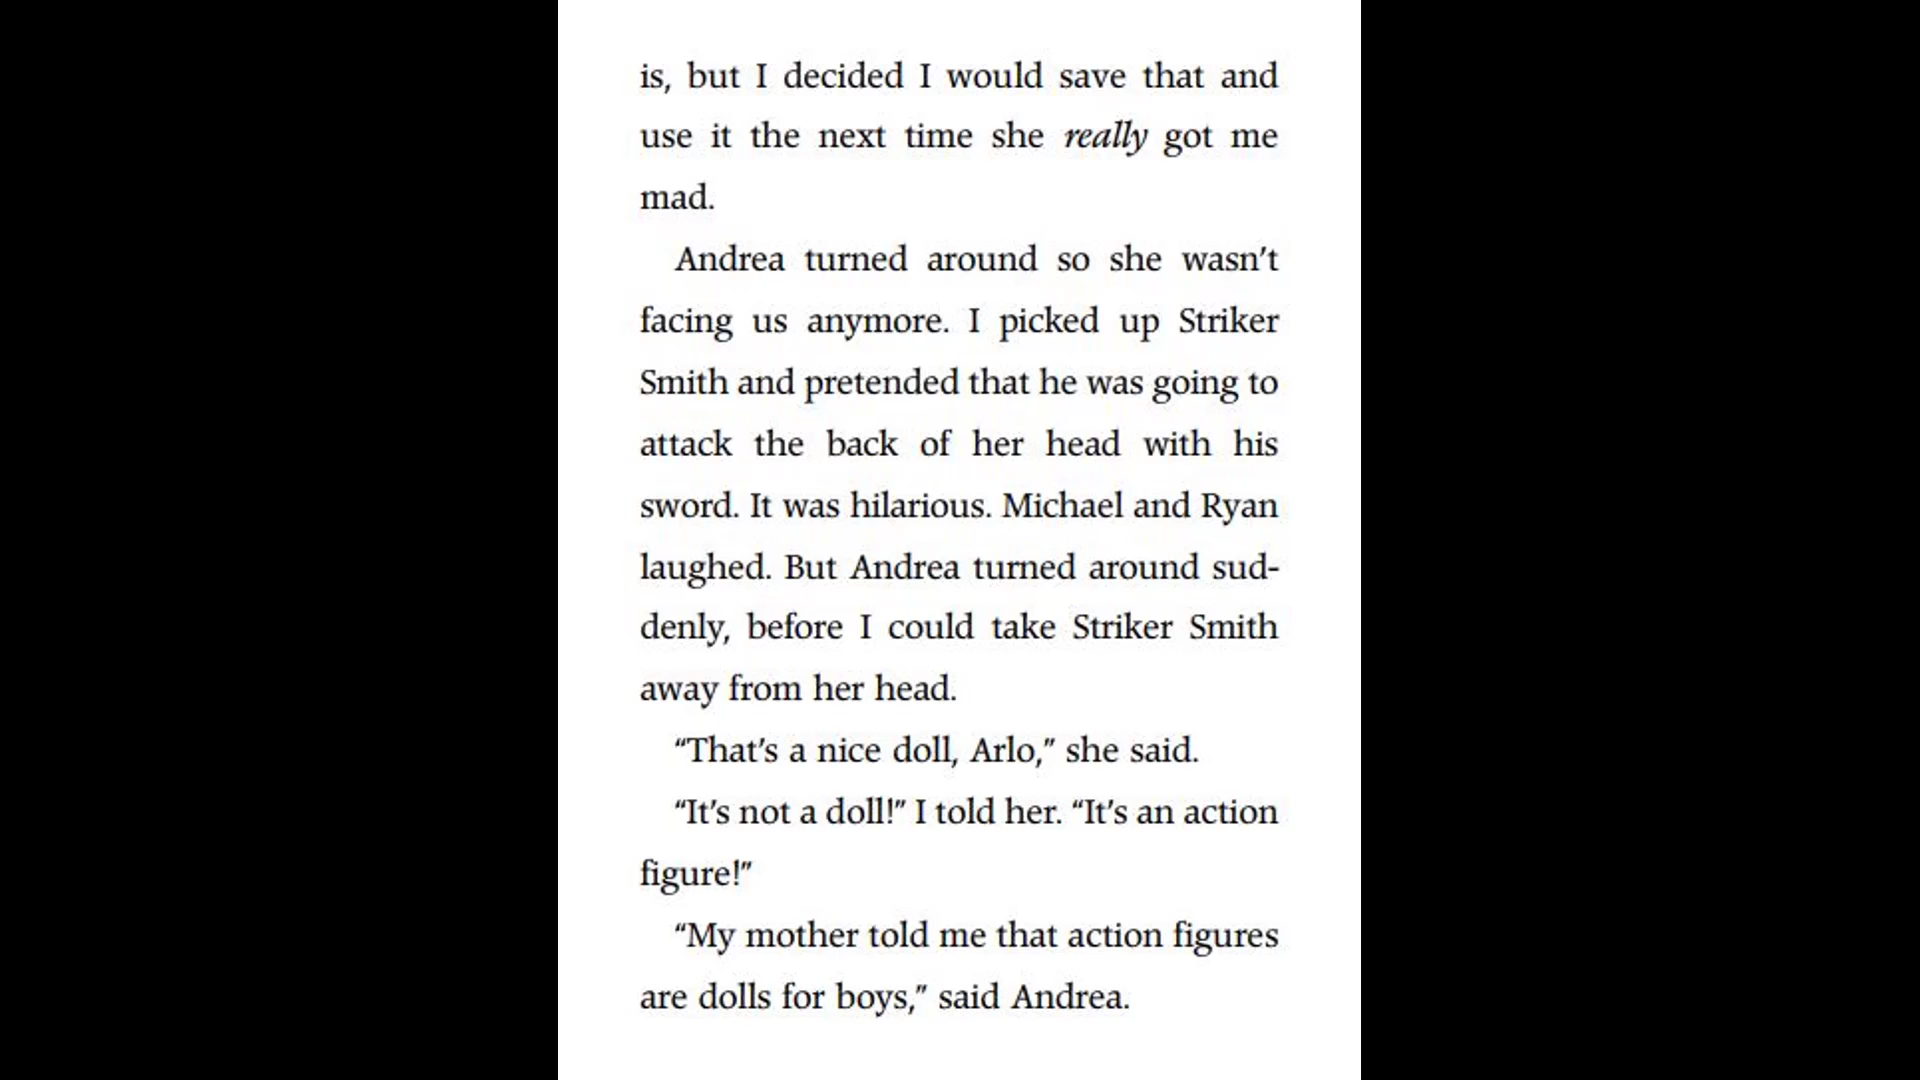 is, but I decided I would save that and
use it the next time she really got me
mad.
Andrea turned around so she wasn’t
facing us anymore. I picked up Striker
Smith and pretended that he was going to
attack the back of her head with his
sword. It was hilarious. Michael and Ryan
laughed. But Andrea turned around sud-
denly, before I could take Striker Smith
away from her head.
“That’s a nice doll, Arlo,” she said.
“It’s not a doll!” I told her. “It’s an action
figure!”
“My mother told me that action figures
are dolls for boys,” said Andrea.